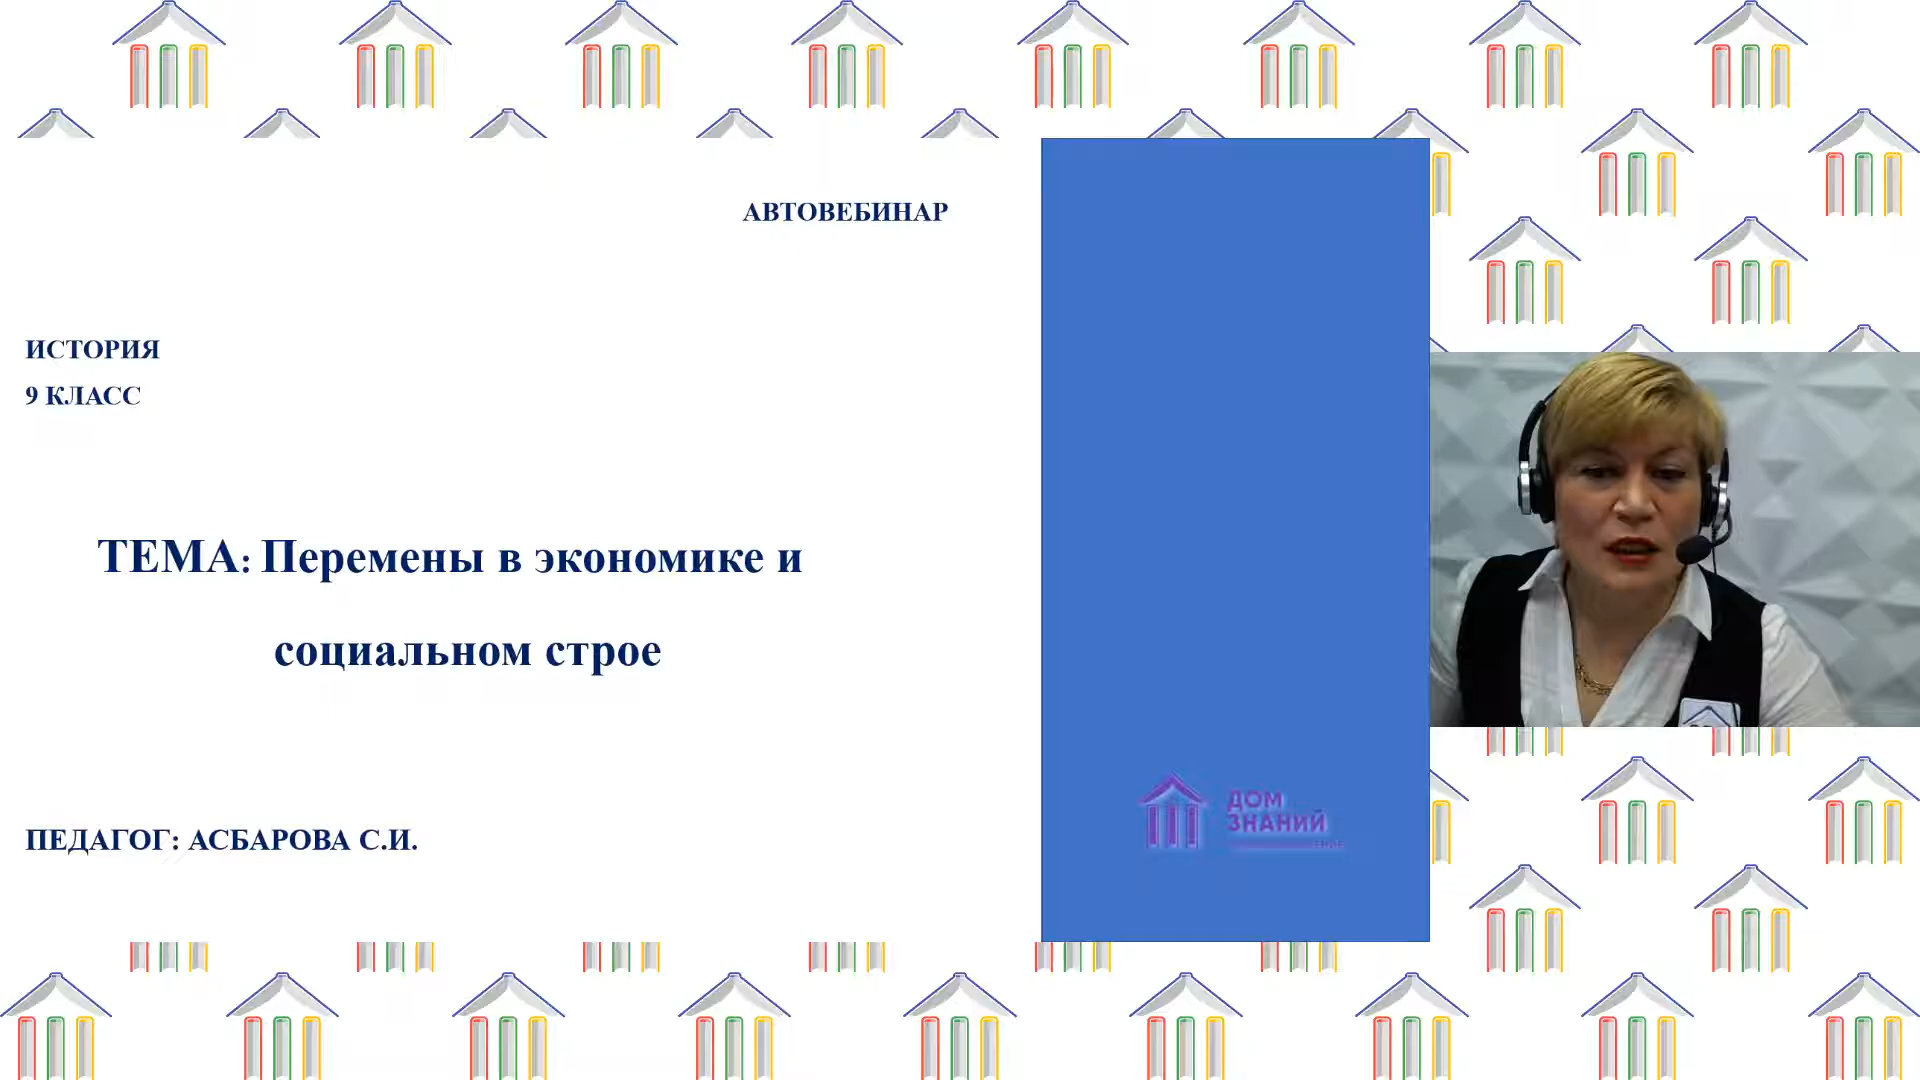 АВТОВЕБИНАР
ИСТОРИЯ
9 КЛАСС
ТЕМА: Перемены в экономике и
социальном строе
ПЕДАГОГ: АСБАРОВА С.И.
ДОМ
ЗНАНИЙ